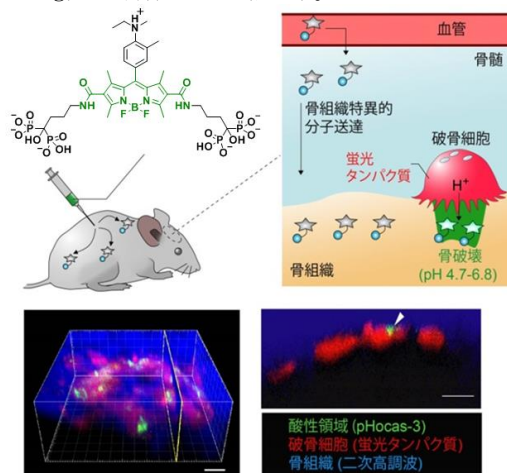 H+
N
O
O
NH
HN
N
B
N
F
F
血管
骨髄
骨組織特異的
分子送達
破骨細胞
蛍光
タンパク質
H+
骨組織
骨破壊
(pH 4.7-6.8)
酸性領域 (pHocas-3)
破骨細胞 (蛍光タンパク質)
骨組織 (二次高調波)